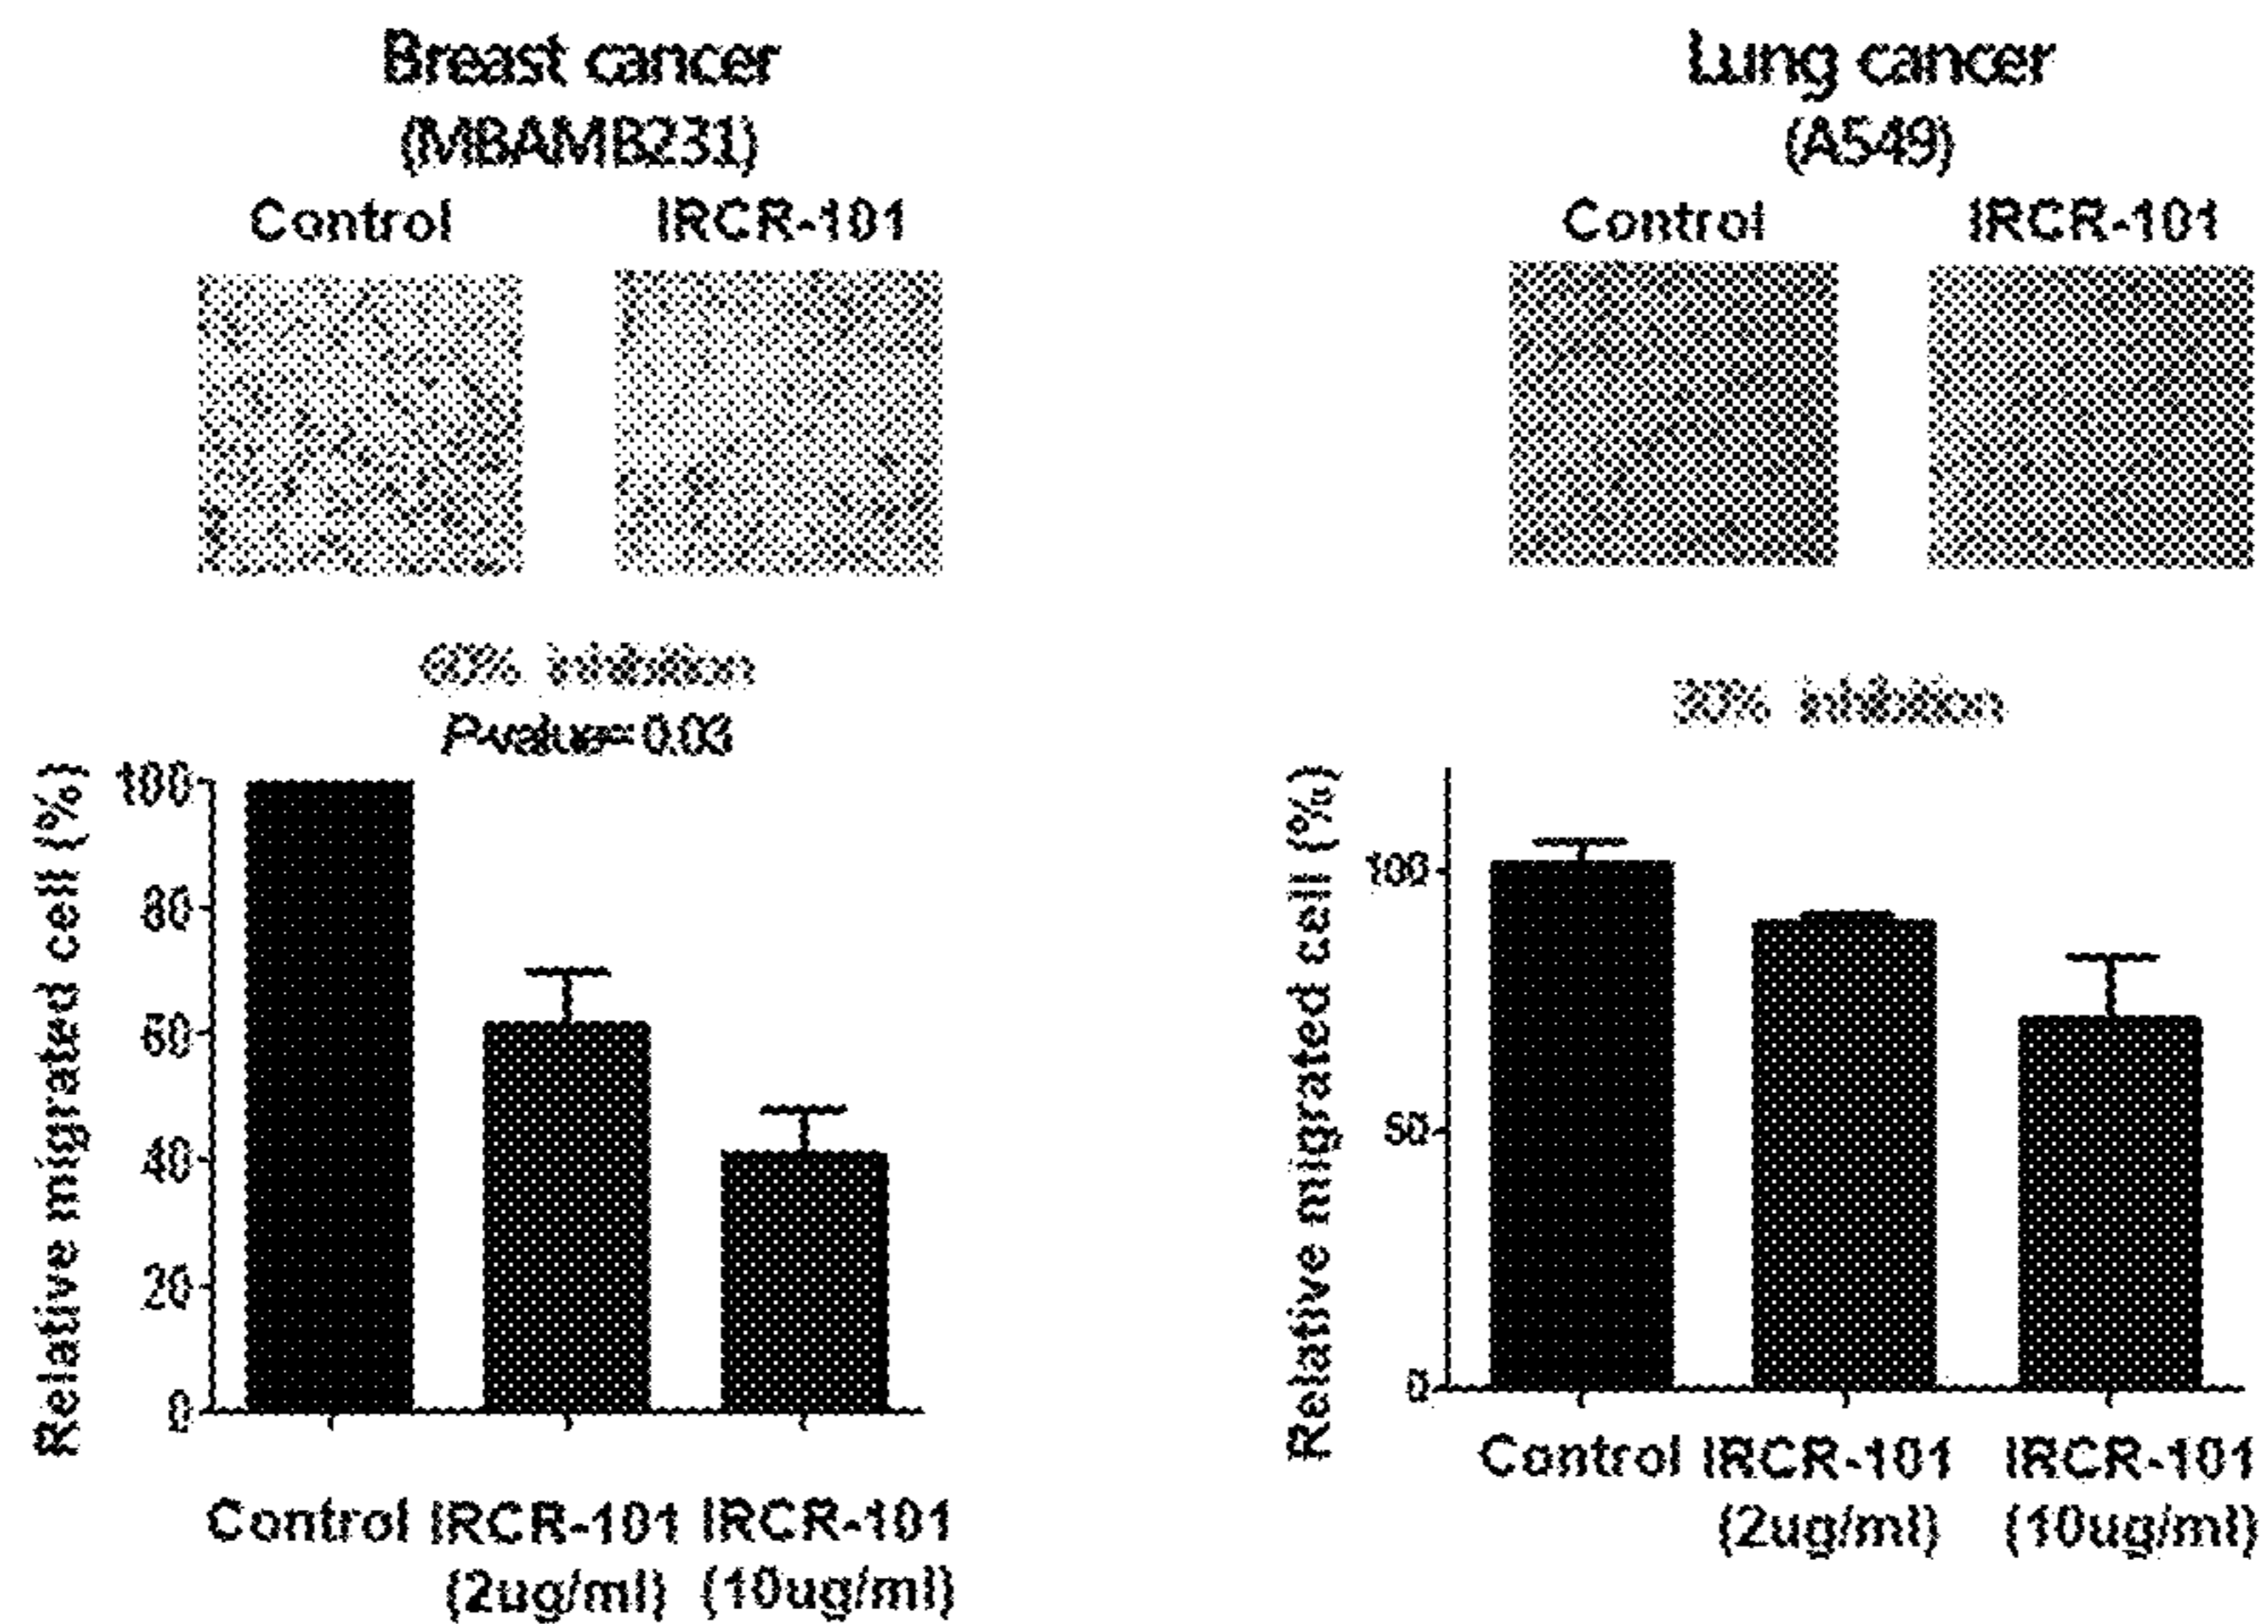 Breast cancer
(MBAMB231)
Control IRCR-101
60% inhibition
P-value=0.03
Relative migrated cell (%)
100
80
60
40
20
0
Control IRCR-101 IRCR-101
(2ug/ml) (10ug/ml)
Lung cancer
(A549)
Control IRCR-101
30% inhibition
Relative migrated cell (%)
100
50
0
Control IRCR-101 IRCR-101
(2ug/ml) (10ug/ml)